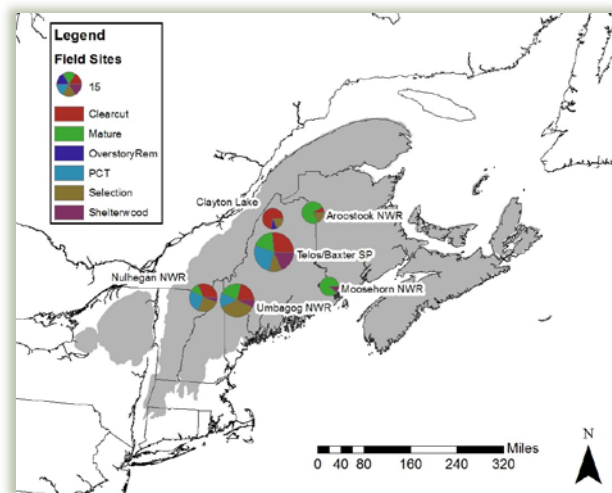 Legend
Field Sites
15
Clearcut
Mature
OverstoryRem
PCT
Selection
Shelterwood
Clayton Lake
Aroostook NWR
Telos/Baxter SP
Nulhegan NWR
Moosehorn NWR
Umbagog NWR
Miles
0 20 40 80 160 240 320
N